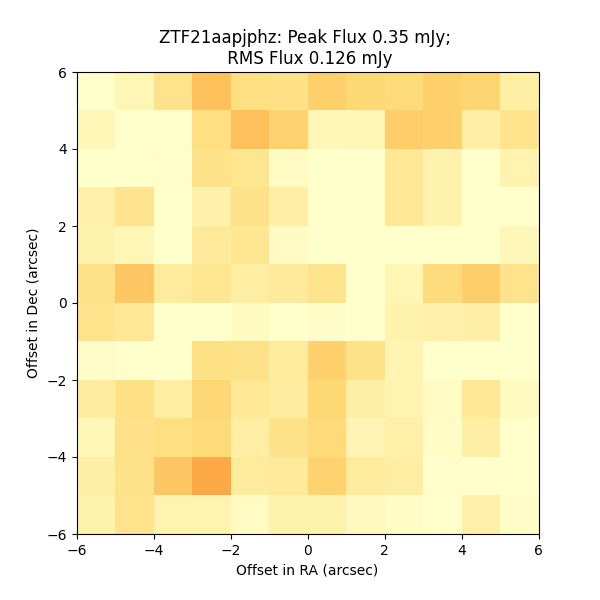 ZTF21aapjphz: Peak Flux 0.35 mJy;
RMS Flux 0.126 mJy
6
4
2
0
−2
−4
−6
Offset in Dec (arcsec)
−6 −4 −2 0 2 4 6
Offset in RA (arcsec)